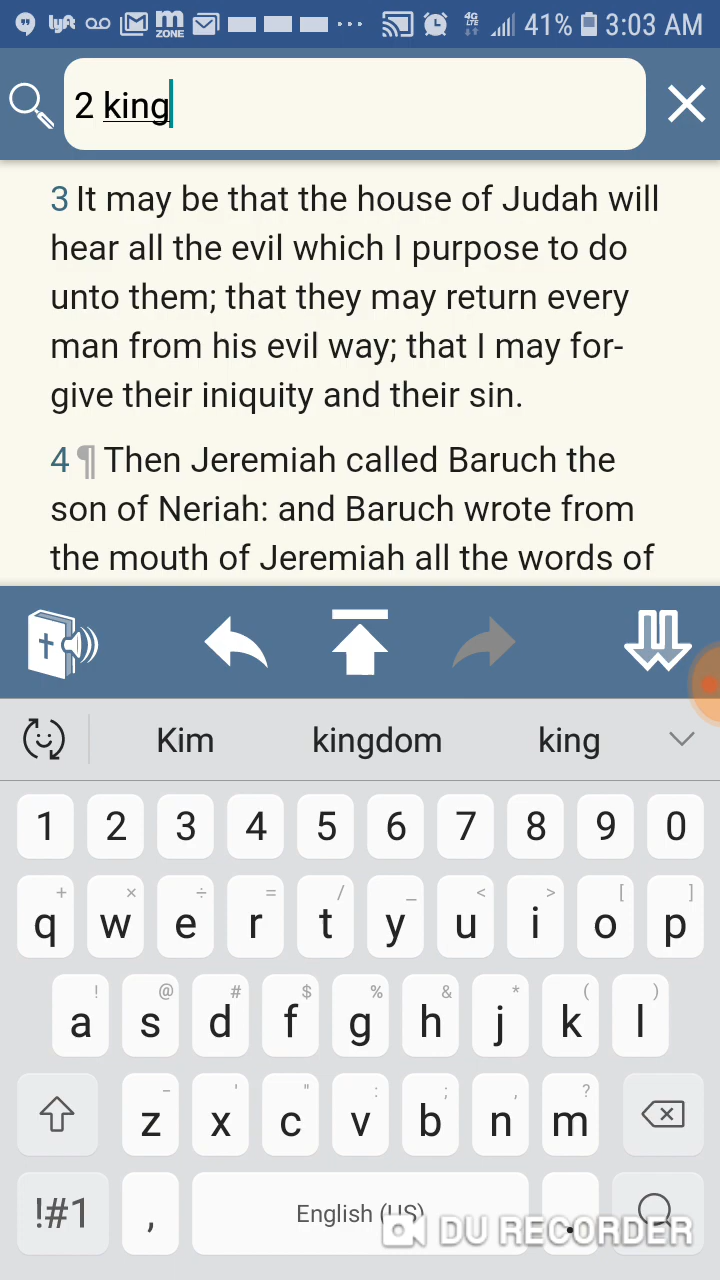 lyft M m ZONE 4G LTE 41% 3:03 AM
2 king
3 It may be that the house of Judah will
hear all the evil which I purpose to do
unto them; that they may return every
man from his evil way; that I may for-
give their iniquity and their sin.
4 ¶ Then Jeremiah called Baruch the
son of Neriah: and Baruch wrote from
the mouth of Jeremiah all the words of
Kim kingdom king
1 2 3 4 5 6 7 8 9 0
+ × ÷ = / _ < > [ ]
q w e r t y u i o p
! @ # $ % & * ( )
a s d f g h j k l
- ' " : ; , ?
z x c v b n m
!#1 , English (US) .
DU RECORDER